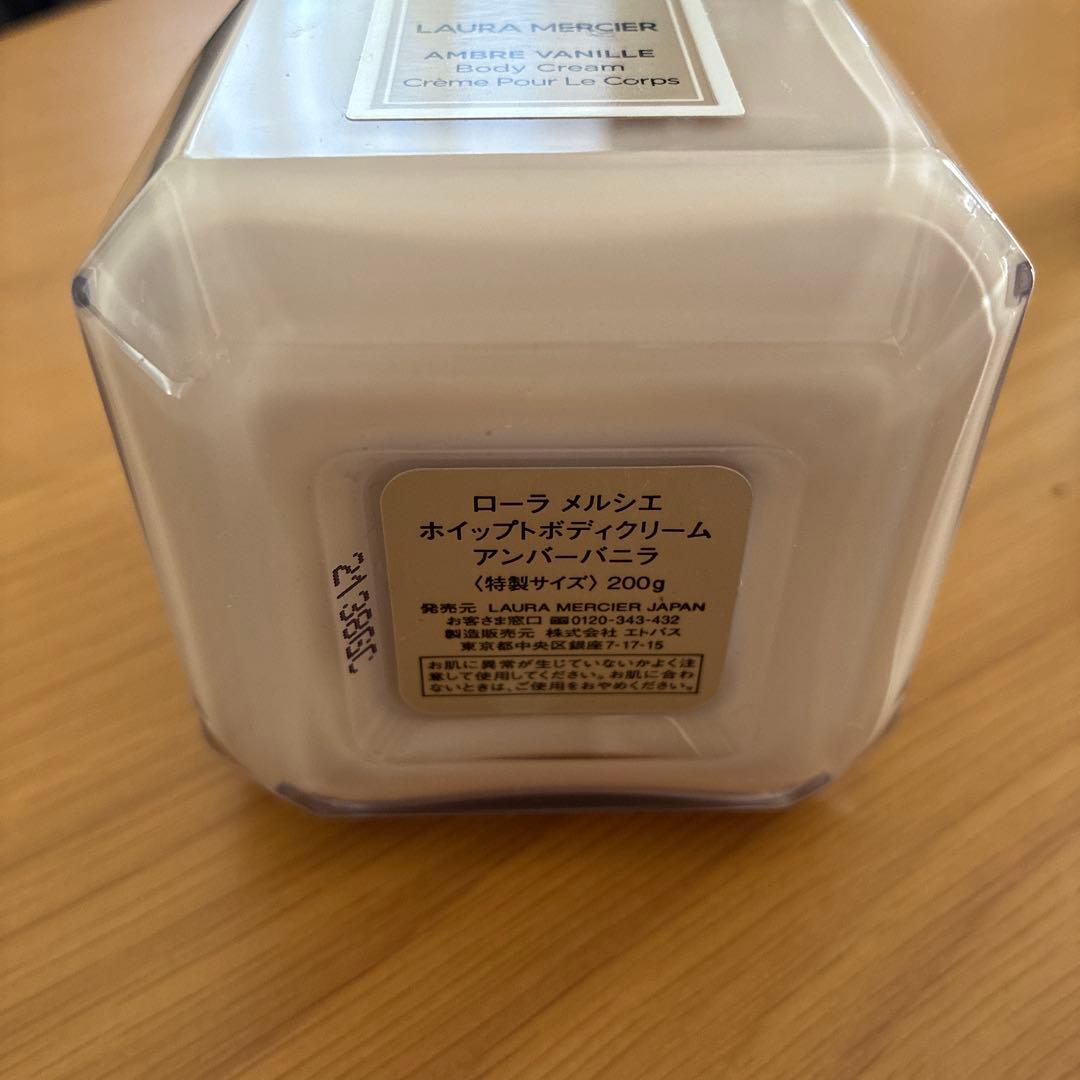 LAURA MERCIER
AMBRE VANILLE
Body Cream
Crème Pour Le Corps
ローラ メルシエ
ホイップトボディクリーム
アンバーバニラ
〈特製サイズ〉200g
発売元 LAURA MERCIER JAPAN
お客さま窓口 0120-343-432
製造販売元 株式会社 エトバス
東京都中央区銀座7-17-15
お肌に異常が生じていないかよく注
意して使用してください。お肌に合わ
ないときは、ご使用をおやめください。